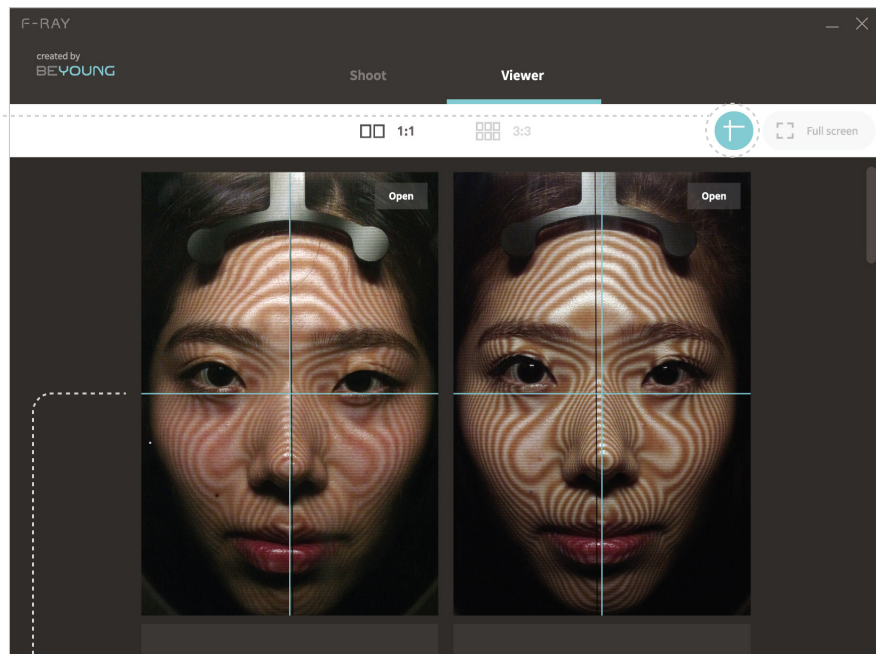 F-RAY
created by
BEYOUNG
Shoot
Viewer
1:1
3:3
Full screen
Open
Open